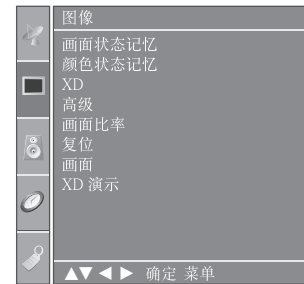 图像
画面状态记忆
颜色状态记忆
XD
高级
画面比率
复位
画面
XD 演示
▲▼◀▶ 确定 菜单